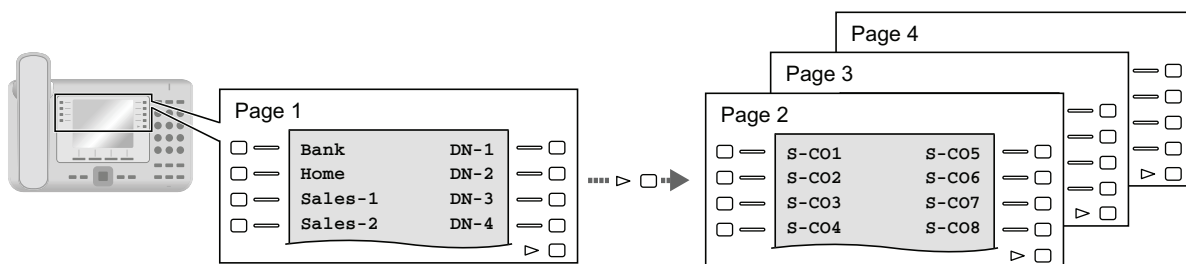 Page 1
Bank DN-1
Home DN-2
Sales-1 DN-3
Sales-2 DN-4
Page 2
S-CO1 S-CO5
S-CO2 S-CO6
S-CO3 S-CO7
S-CO4 S-CO8
Page 3
Page 4